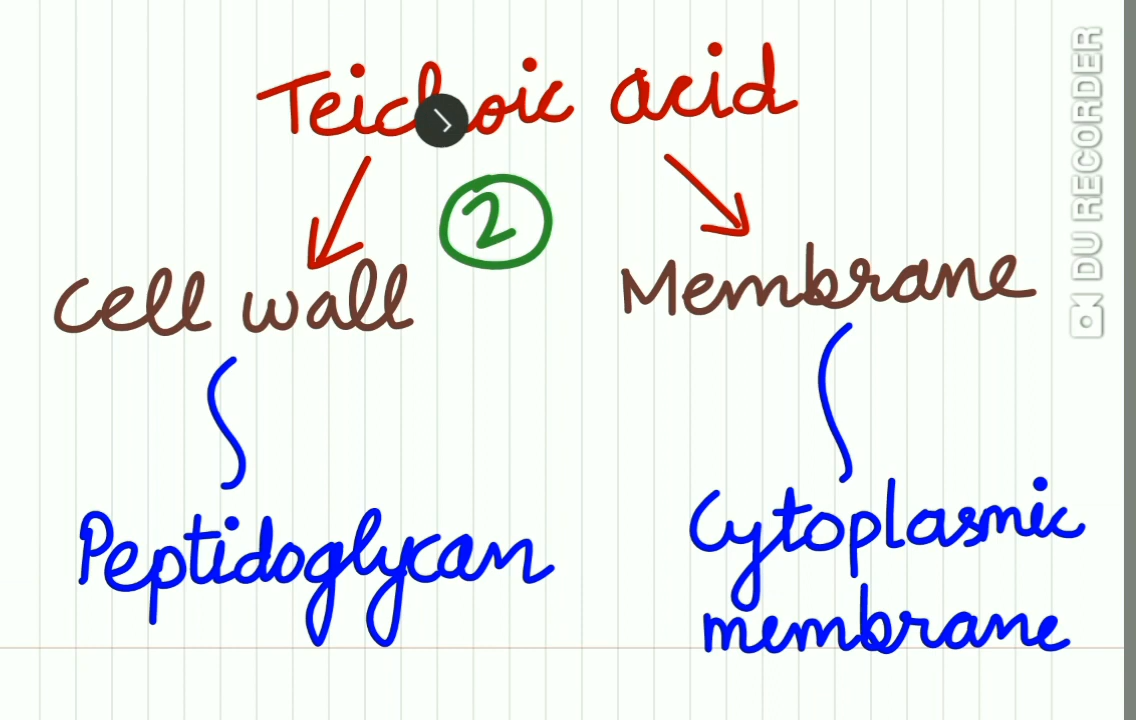 Teichoic acid
2
Cell wall
Membrane
Peptidoglycan
Cytoplasmic
membrane
DU RECORDER